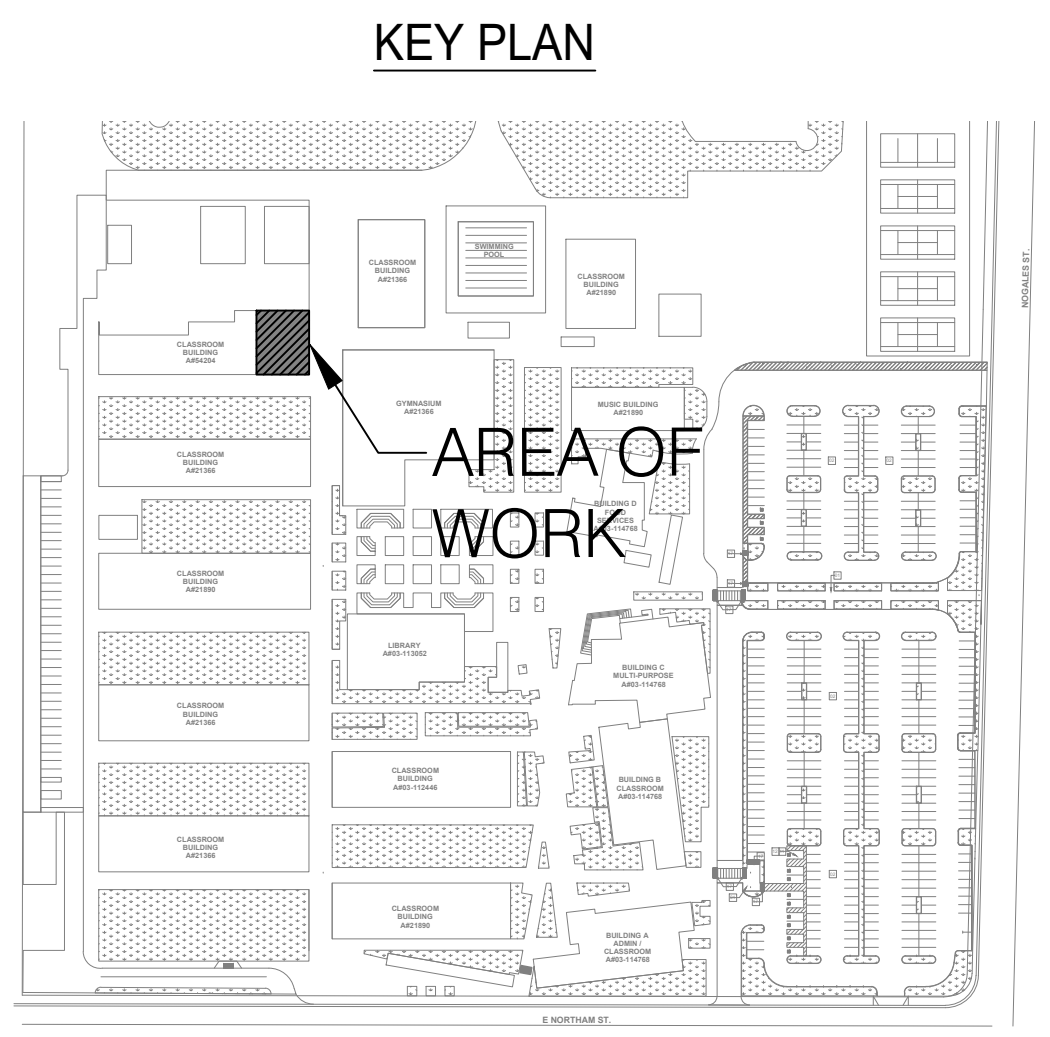 KEY PLAN
SWIMMING
POOL
CLASSROOM
BUILDING
A#21366
CLASSROOM
BUILDING
A#21890
NOGALES ST.
CLASSROOM
BUILDING
A#54204
GYMNASIUM
A#21366
MUSIC BUILDING
A#21890
AREA OF
WORK
CLASSROOM
BUILDING
A#21366
BUILDING D
FOOD
SERVICES
A#03-114768
CLASSROOM
BUILDING
A#21890
LIBRARY
A#03-113052
BUILDING C
MULTI-PURPOSE
A#03-114768
CLASSROOM
BUILDING
A#21366
CLASSROOM
BUILDING
A#03-112446
BUILDING B
CLASSROOM
A#03-114768
CLASSROOM
BUILDING
A#21366
CLASSROOM
BUILDING
A#21890
BUILDING A
ADMIN /
CLASSROOM
A#03-114768
E NORTHAM ST.